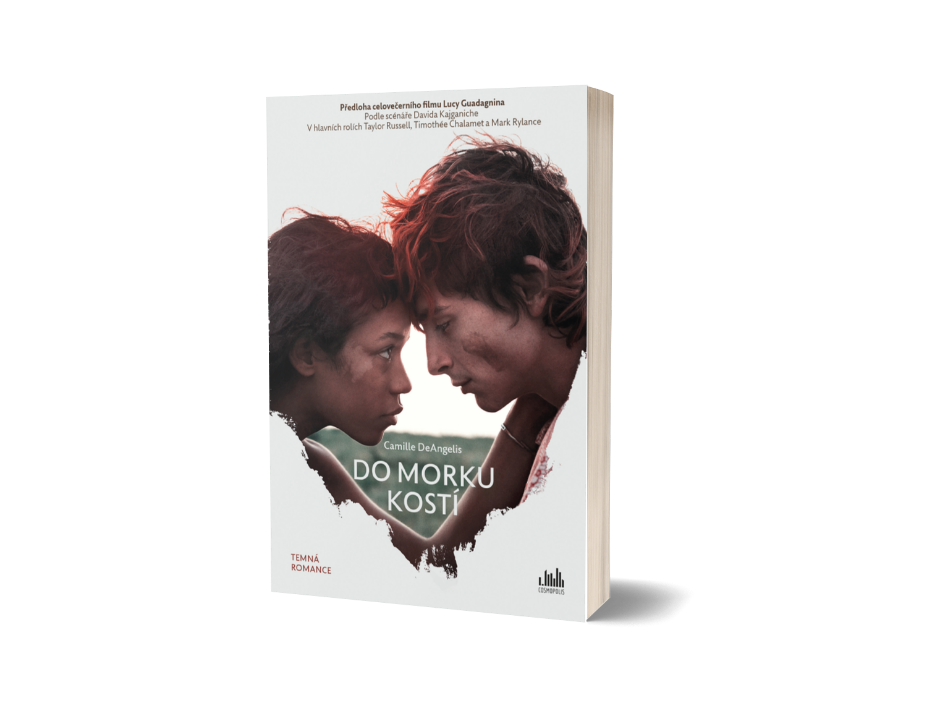 Předloha celovečerního filmu Lucy Guadagnina
Podle scénáře Davida Kajganiche
V hlavních rolích Taylor Russell, Timothée Chalamet a Mark Rylance
Camille DeAngelis
DO MORKU
KOSTÍ
TEMNÁ
ROMANCE
COSMOPOLIS